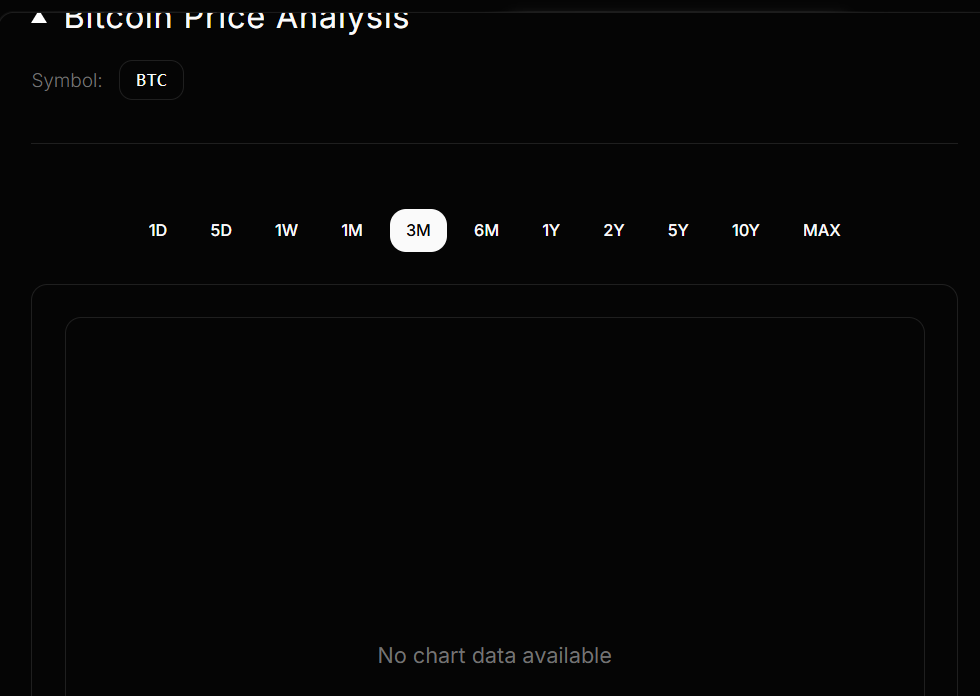 Bitcoin Price Analysis
Symbol: BTC
1D 5D 1W 1M 3M 6M 1Y 2Y 5Y 10Y MAX
No chart data available